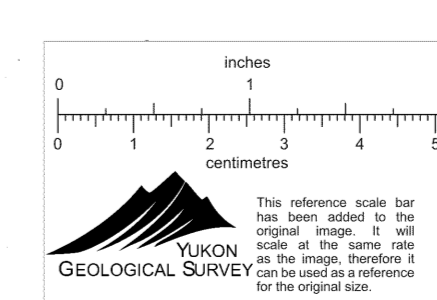 inches
0 1
0 1 2 3 4 5
centimetres
YUKON
GEOLOGICAL SURVEY
This reference scale bar
has been added to the
original image. It will
scale at the same rate
as the image, therefore it
can be used as a reference
for the original size.